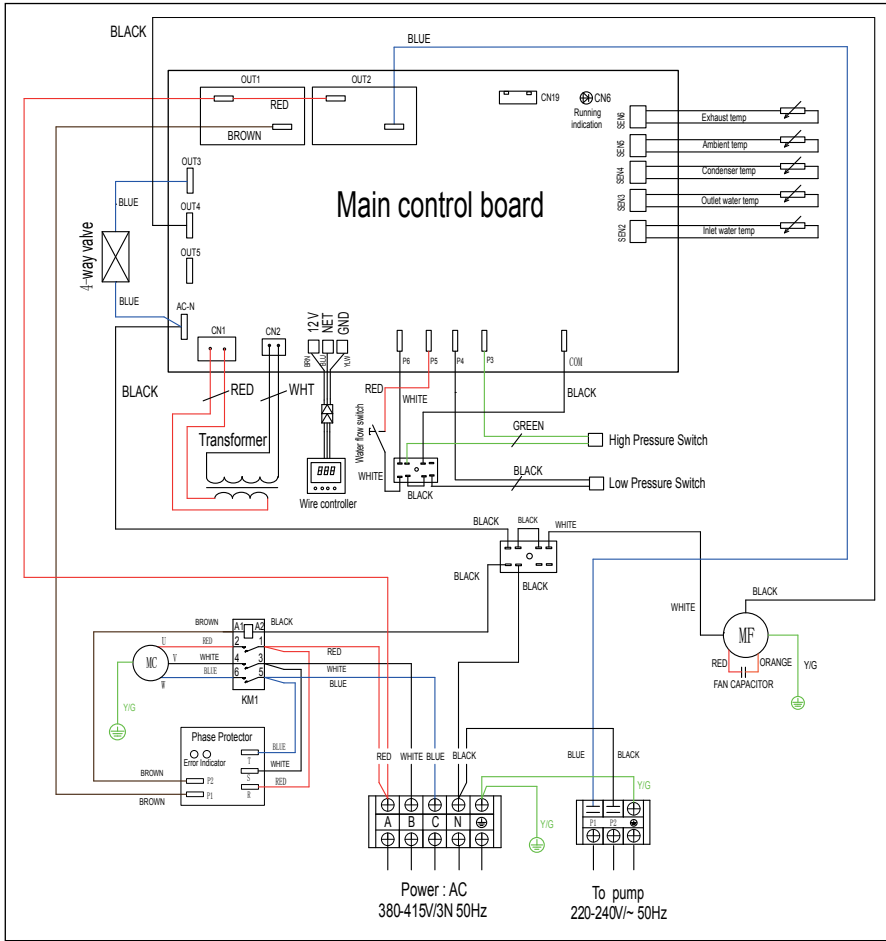 BLACK
BLUE
OUT1
OUT2
RED
BROWN
CN19
CN6
Running
indication
SEN6
Exhaust temp
SEN5
Ambient temp
SEN4
Condenser temp
SEN3
Outlet water temp
SEN2
Inlet water temp
OUT3
BLUE
OUT4
Main control board
4-way valve
OUT5
BLUE
AC-N
CN1
CN2
12 V
NET
GND
BRN
BLU
YLW
P6
P5
P4
P3
COM
BLACK
RED
WHT
RED
WHITE
BLACK
Transformer
Water flow switch
GREEN
High Pressure Switch
WHITE
BLACK
BLACK
Low Pressure Switch
888
Wire controller
BLACK
BLACK
WHITE
BLACK
BLACK
BLACK
WHITE
MF
RED
ORANGE
Y/G
FAN CAPACITOR
BROWN
A1
A2
BLACK
U
RED
2
1
RED
MC
V
WHITE
4
3
WHITE
W
BLUE
6
5
BLUE
KM1
Y/G
Phase Protector
Error Indicator
BLUE
T
WHITE
S
RED
R
BROWN
P2
BROWN
P1
RED
WHITE
BLUE
BLACK
BLUE
BLACK
Y/G
Y/G
A
B
C
N
P1
P2
Power : AC
380-415V/3N 50Hz
To pump
220-240V/~ 50Hz